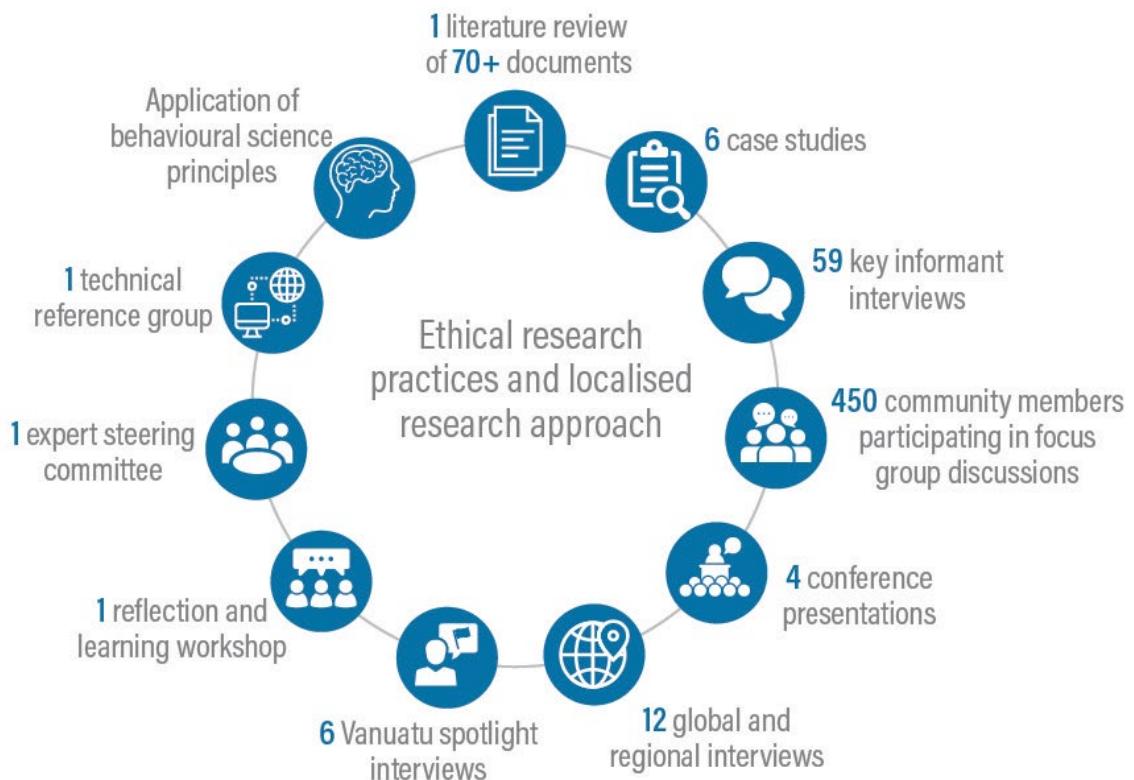 1 literature review
of 70+ documents
6 case studies
59 key informant
interviews
450 community members
participating in focus
group discussions
4 conference
presentations
12 global and
regional interviews
6 Vanuatu spotlight
interviews
1 reflection and
learning workshop
1 expert steering
committee
1 technical
reference group
Application of
behavioural science
principles
Ethical research
practices and localised
research approach